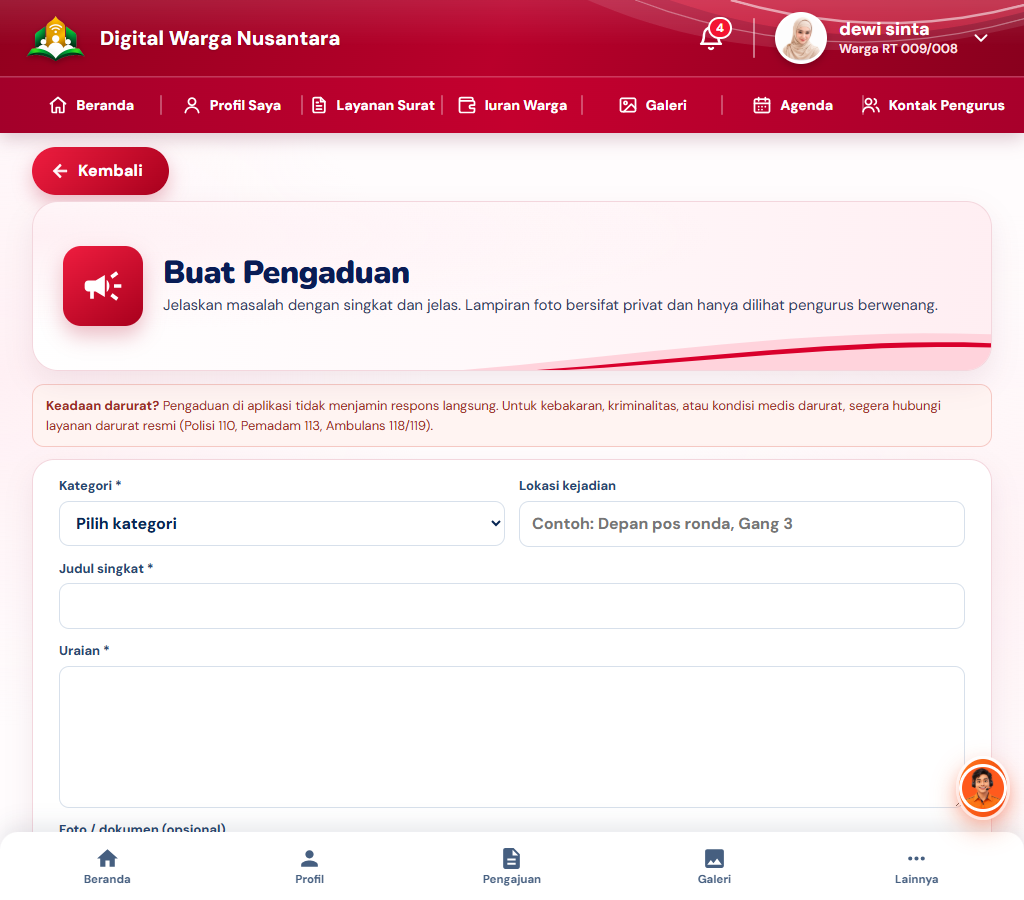 Digital Warga Nusantara
4
dewi sinta
Warga RT 009/008
Beranda
Profil Saya
Layanan Surat
Iuran Warga
Galeri
Agenda
Kontak Pengurus
Kembali
Buat Pengaduan
Jelaskan masalah dengan singkat dan jelas. Lampiran foto bersifat privat dan hanya dilihat pengurus berwenang.
Keadaan darurat? Pengaduan di aplikasi tidak menjamin respons langsung. Untuk kebakaran, kriminalitas, atau kondisi medis darurat, segera hubungi
layanan darurat resmi (Polisi 110, Pemadam 113, Ambulans 118/119).
Kategori *
Lokasi kejadian
Pilih kategori
Contoh: Depan pos ronda, Gang 3
Judul singkat *
Uraian *
Foto / dokumen (opsional)
Beranda
Profil
Pengajuan
Galeri
Lainnya